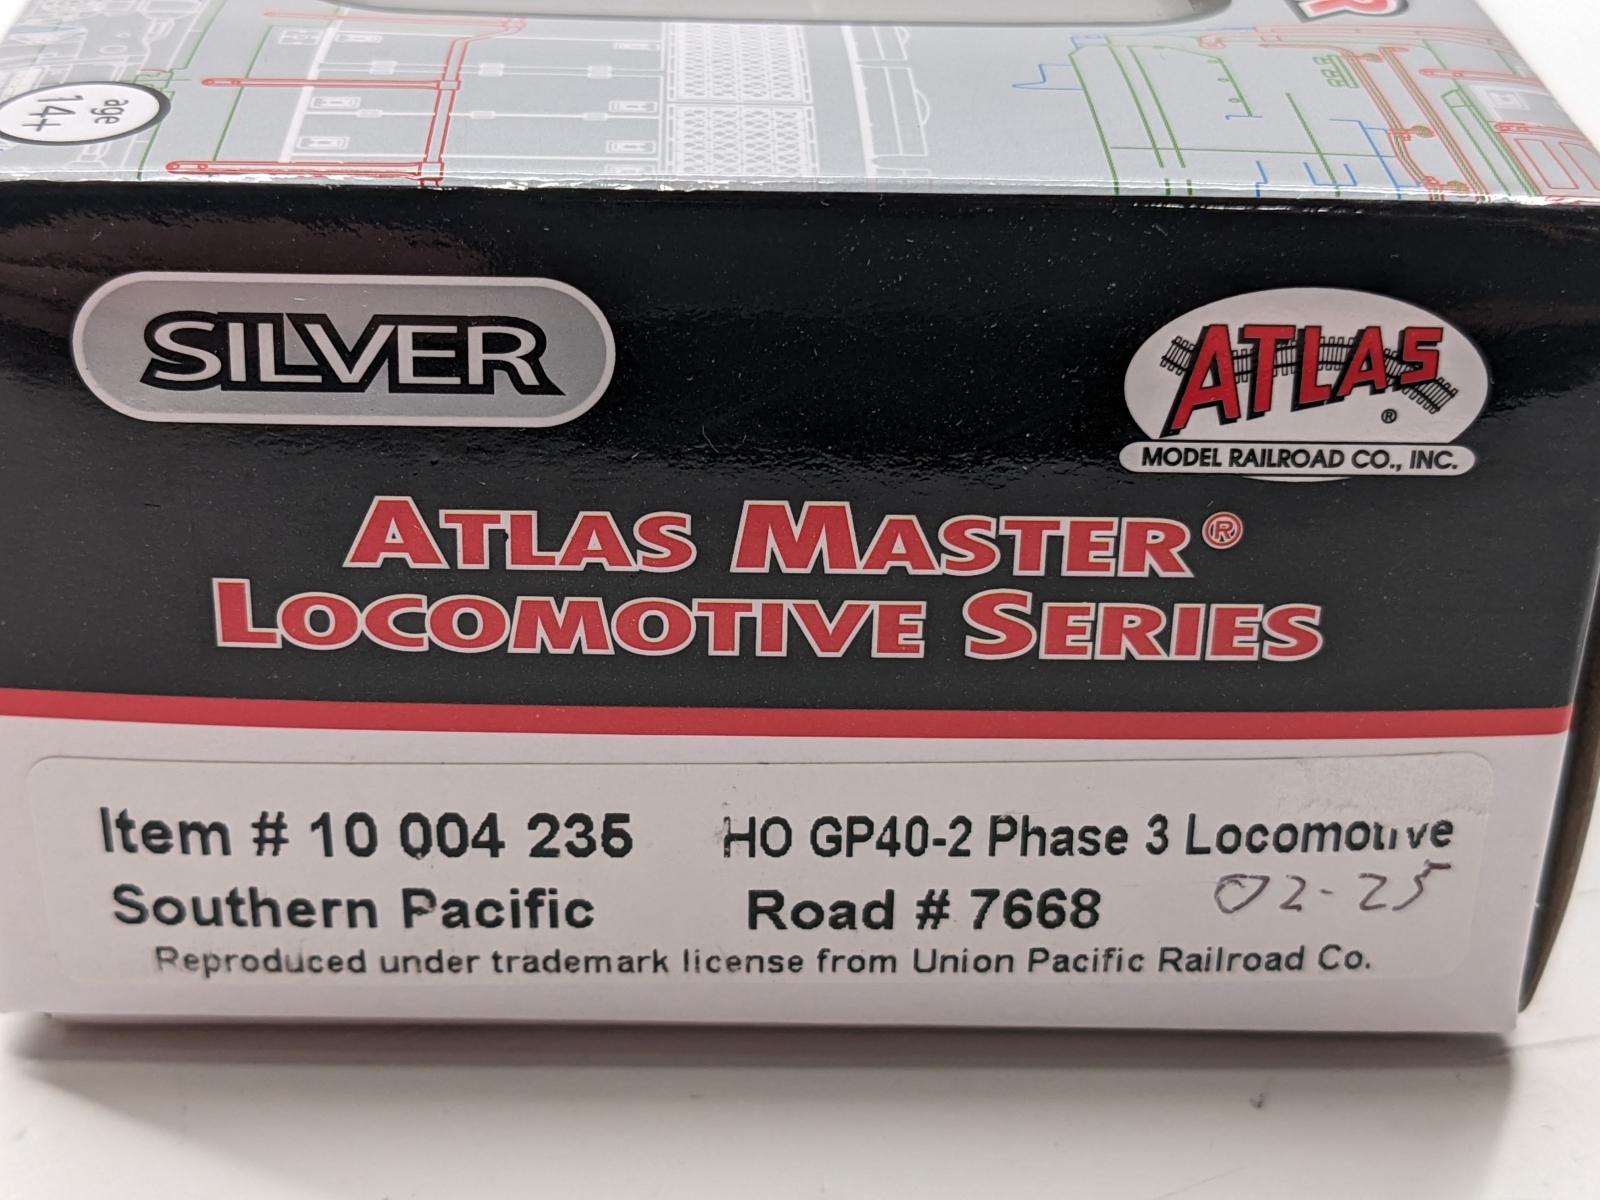 age
14+
R
SILVER
ATLAS
®
MODEL RAILROAD CO., INC.
ATLAS MASTER®
LOCOMOTIVE SERIES
Item # 10 004 235 HO GP40-2 Phase 3 Locomotive
02-25
Southern Pacific Road # 7668
Reproduced under trademark license from Union Pacific Railroad Co.